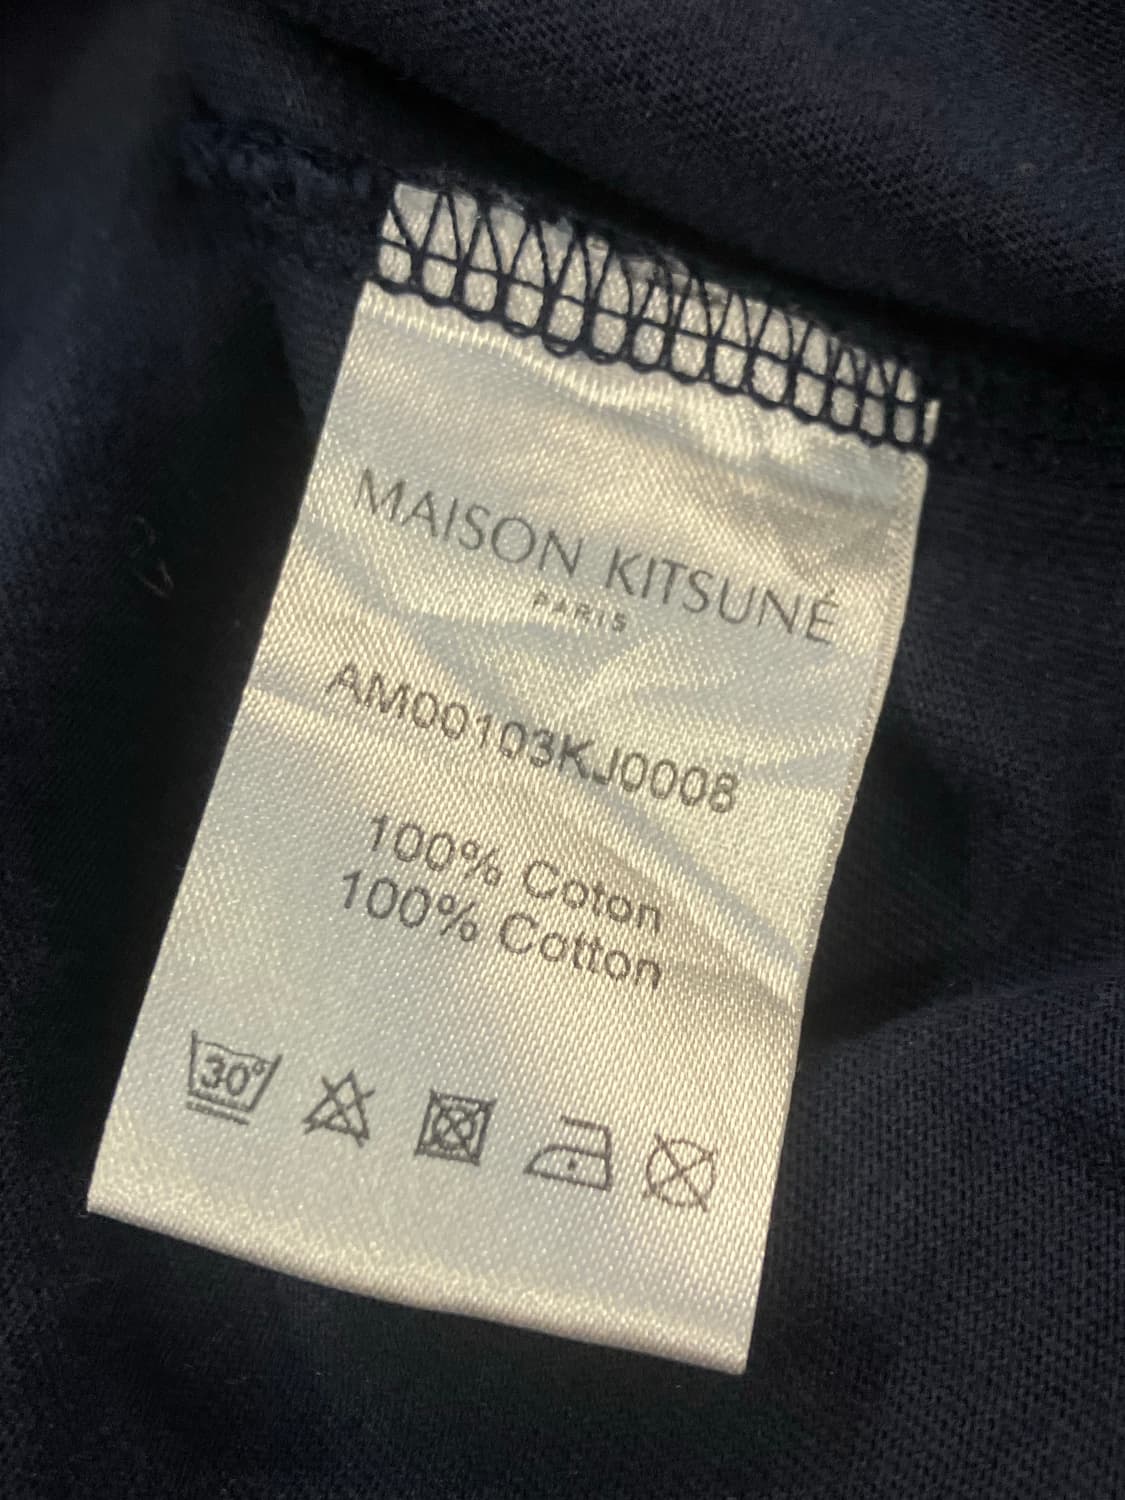 MAISON KITSUNÉ
PARIS
AM00103KJ0008
100% Coton
100% Cotton
30°